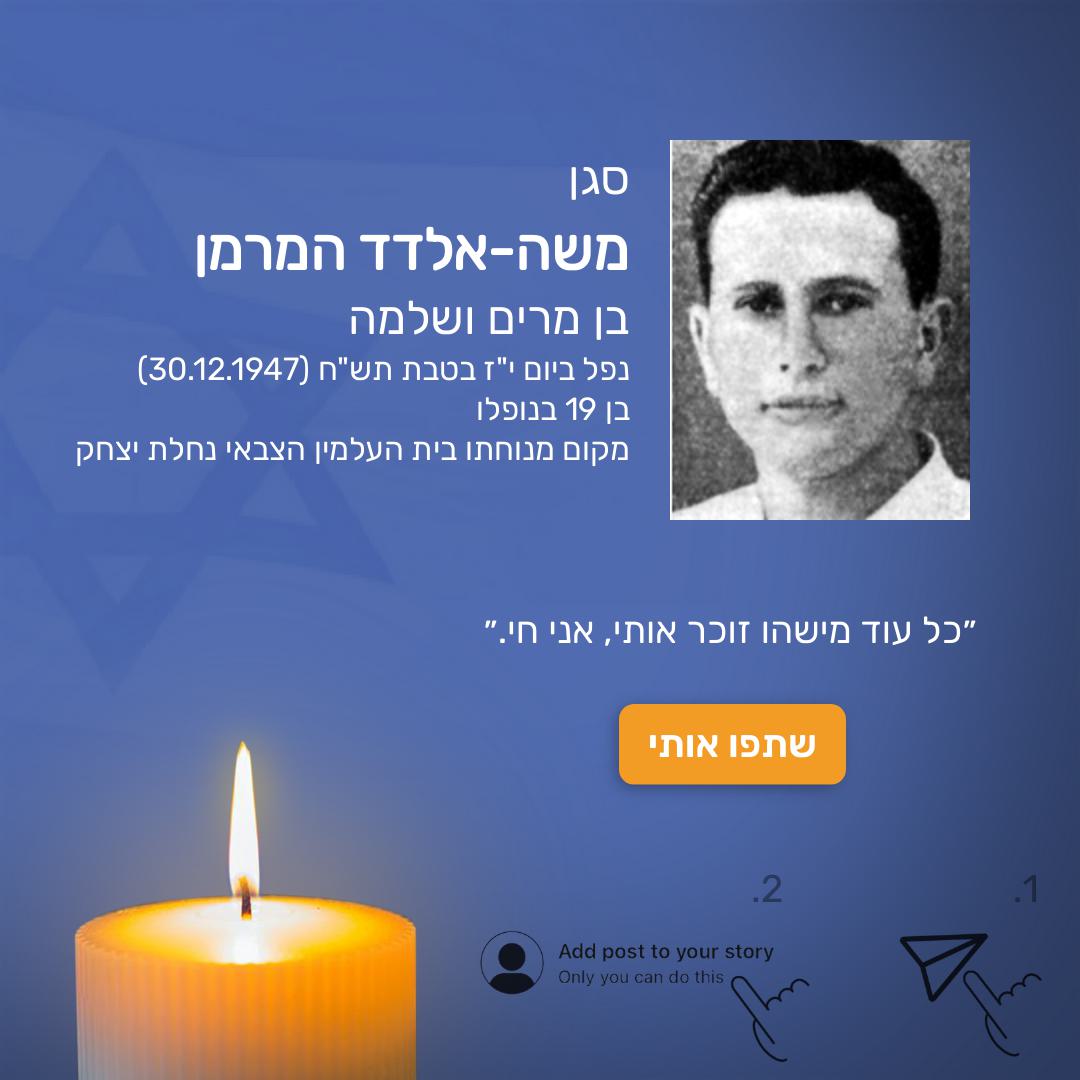 סגן
משה-אלדד המרמן
בן מרים ושלמה
נפל ביום י"ז בטבת תש"ח (30.12.1947)
בן 19 בנופלו
מקום מנוחתו בית העלמין הצבאי נחלת יצחק
״כל עוד מישהו זוכר אותי, אני חי.״
שתפו אותי
1.
2.
Add post to your story
Only you can do this